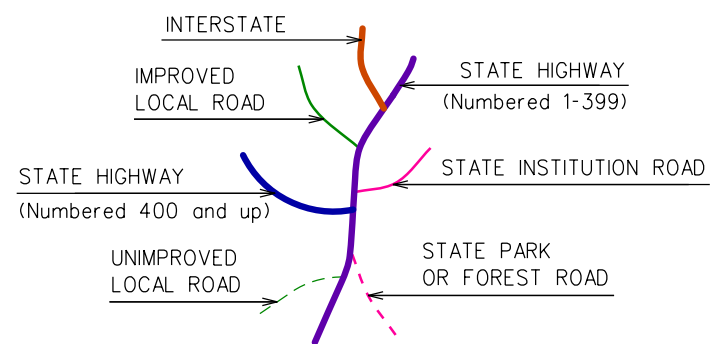 INTERSTATE
IMPROVED
LOCAL ROAD
STATE HIGHWAY
(Numbered 1-399)
STATE HIGHWAY
(Numbered 400 and up)
STATE INSTITUTION ROAD
UNIMPROVED
LOCAL ROAD
STATE PARK
OR FOREST ROAD